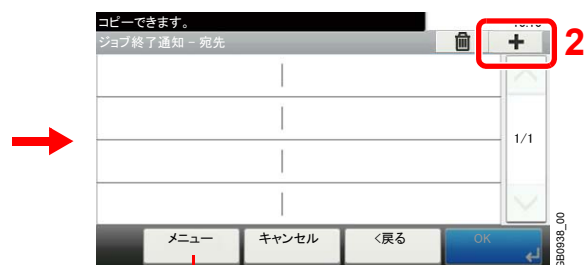 コピーできます。
ジョブ終了通知 - 宛先
+
2
1/1
メニュー
キャンセル
<戻る
OK
GB0938_00